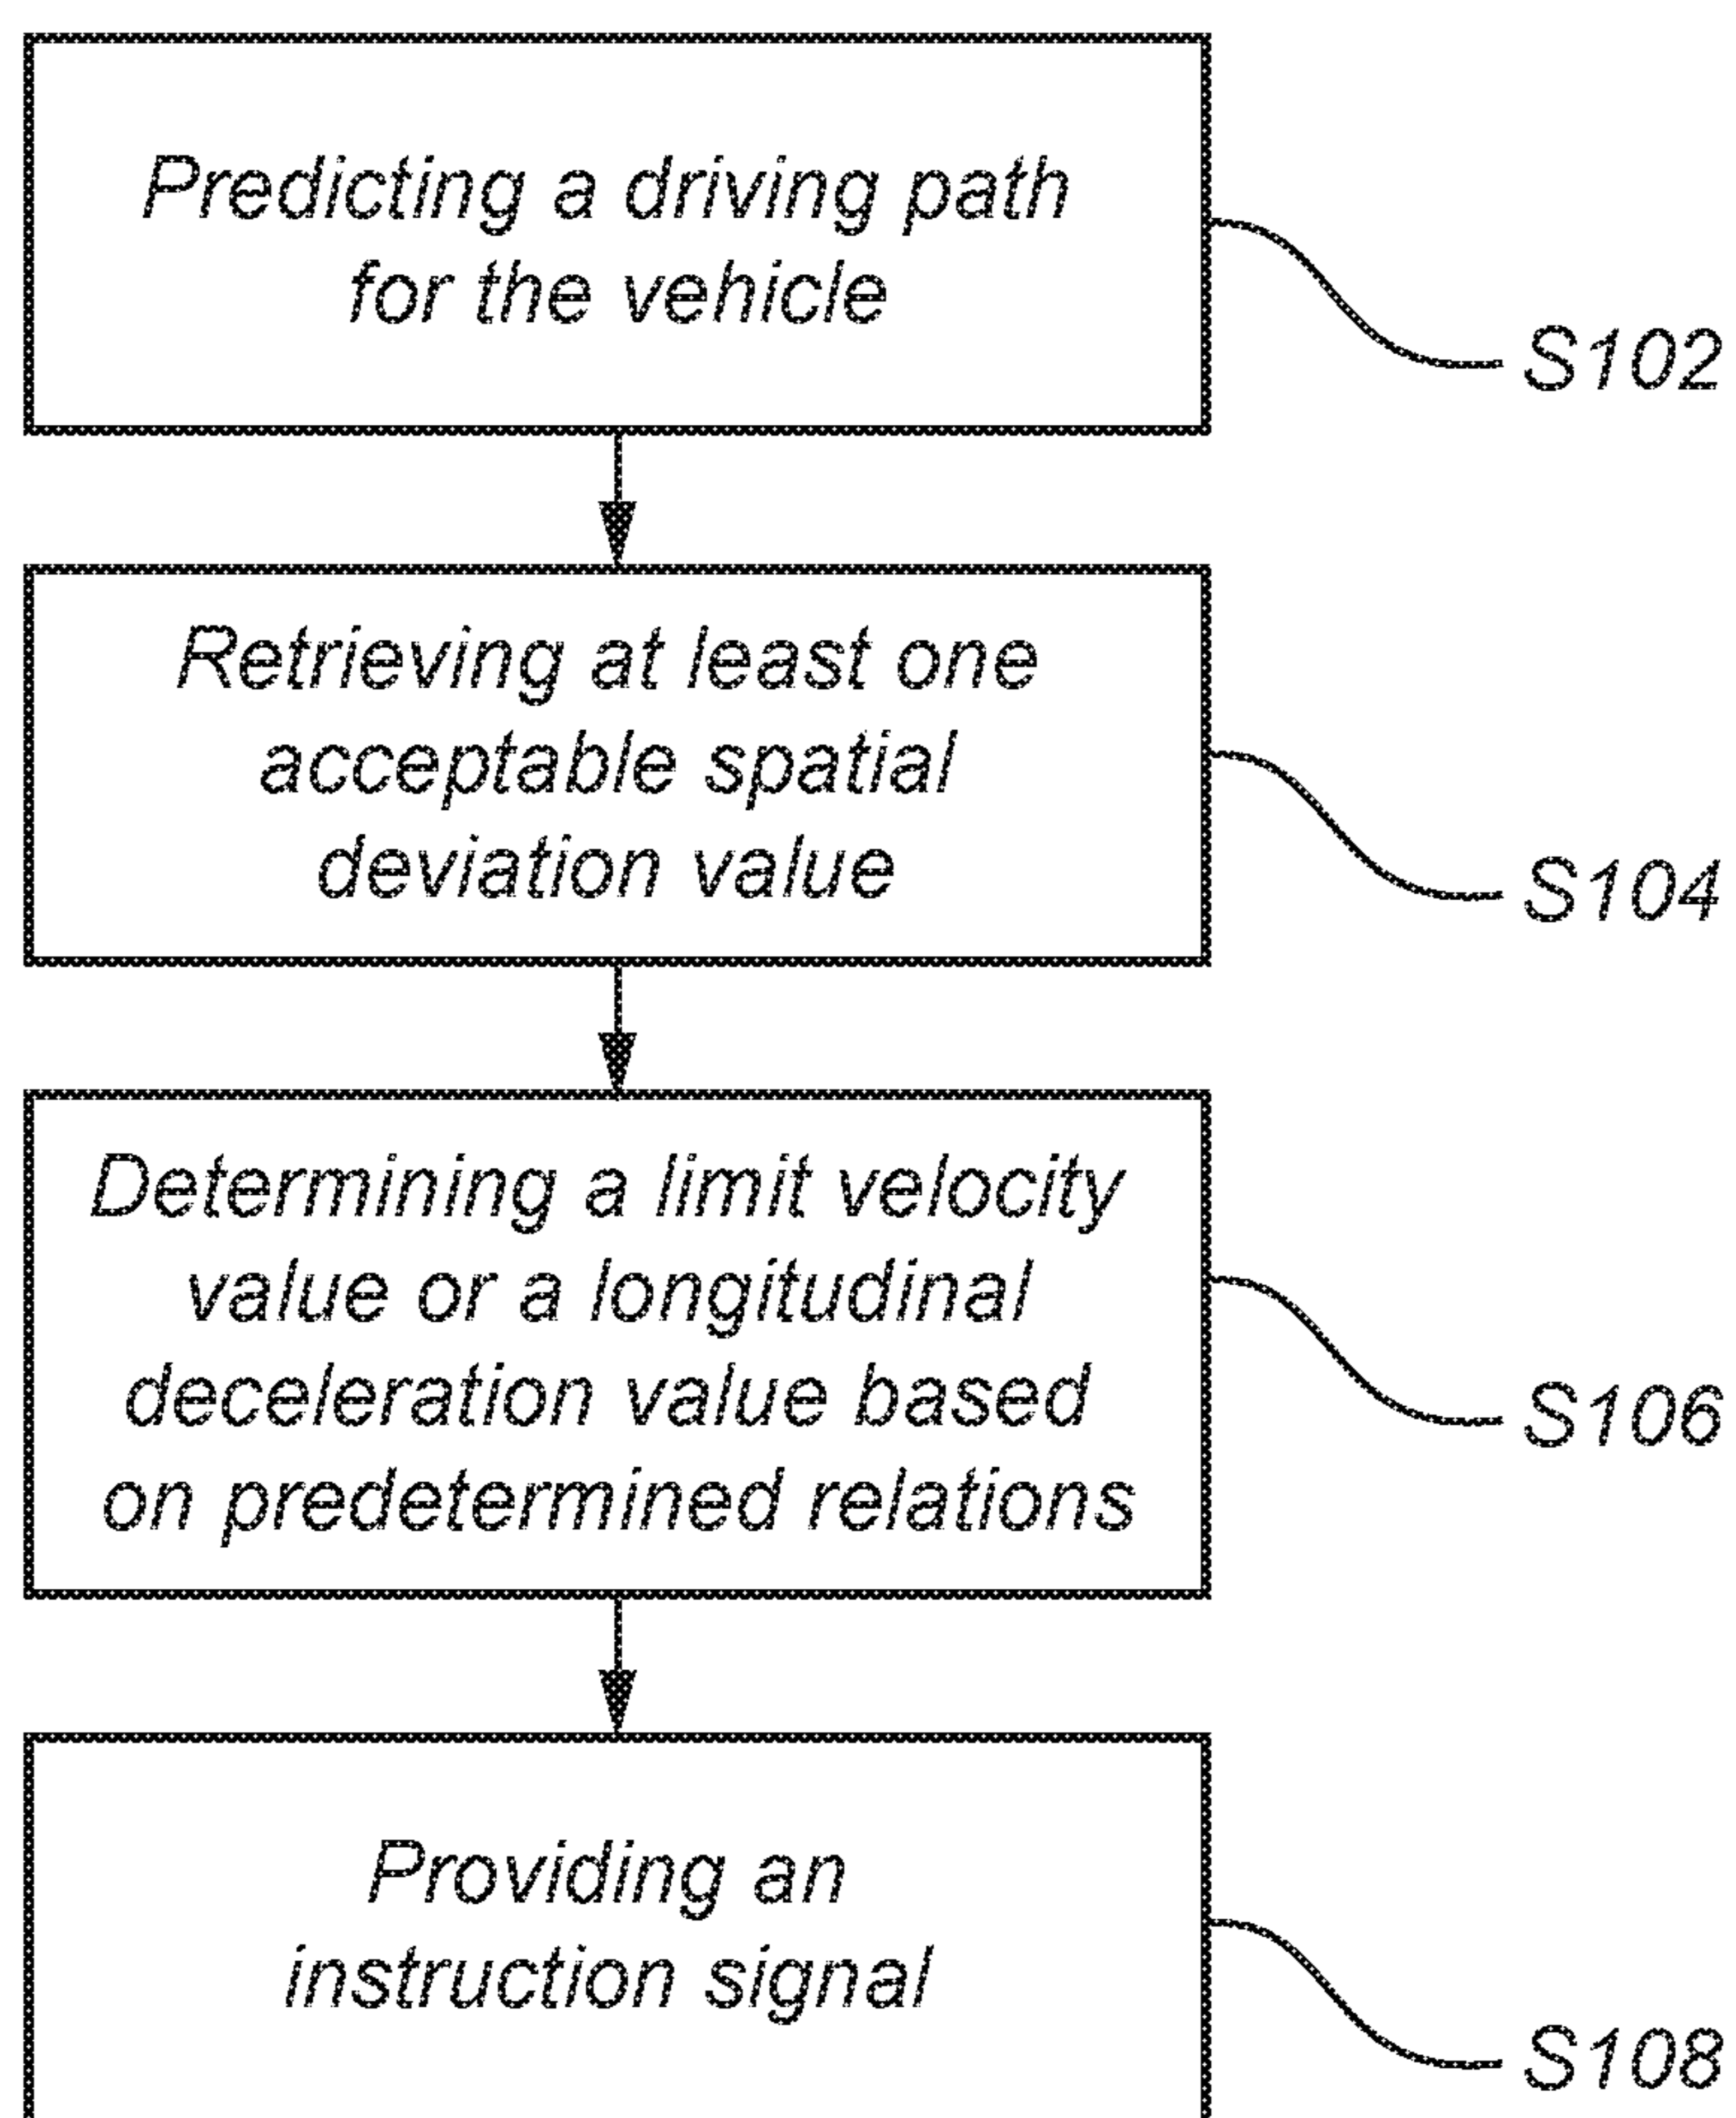 Predicting a driving path
for the vehicle
S102
Retrieving at least one
acceptable spatial
deviation value
S104
Determining a limit velocity
value or a longitudinal
deceleration value based
on predetermined relations
S106
Providing an
instruction signal
S108